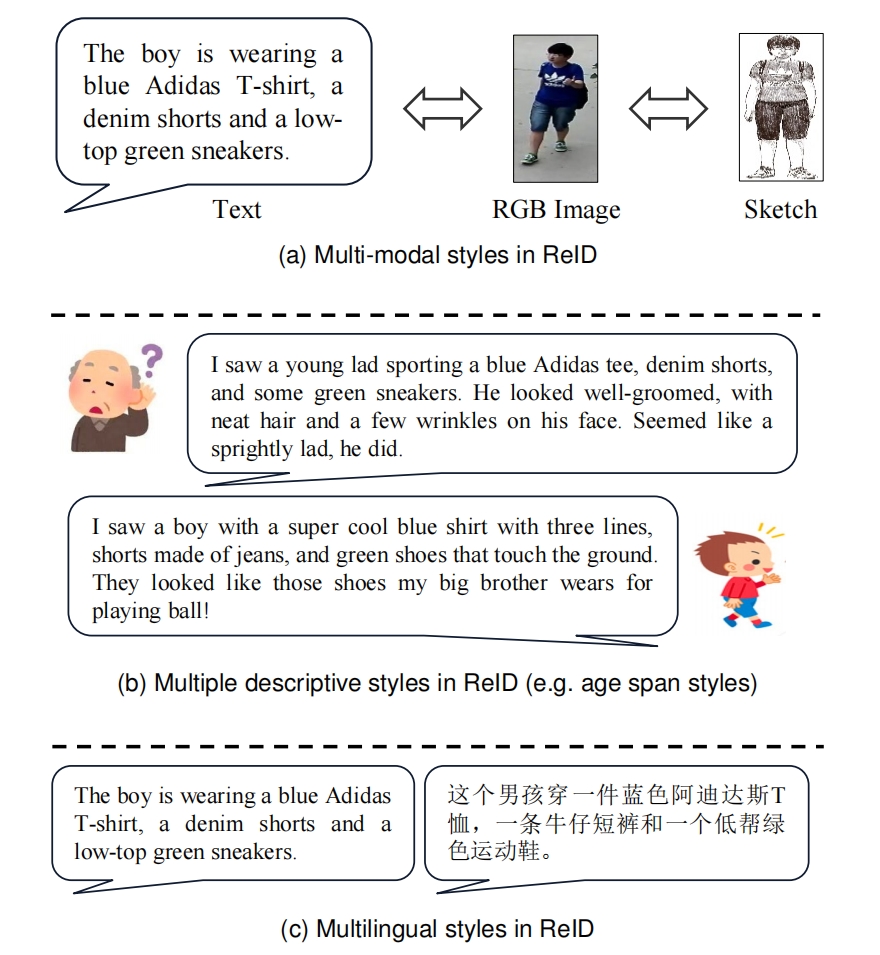 The boy is wearing a
blue Adidas T-shirt, a
denim shorts and a low-
top green sneakers.
Text
RGB Image
Sketch
(a) Multi-modal styles in ReID
I saw a young lad sporting a blue Adidas tee, denim shorts,
and some green sneakers. He looked well-groomed, with
neat hair and a few wrinkles on his face. Seemed like a
sprightly lad, he did.
I saw a boy with a super cool blue shirt with three lines,
shorts made of jeans, and green shoes that touch the ground.
They looked like those shoes my big brother wears for
playing ball!
(b) Multiple descriptive styles in ReID (e.g. age span styles)
The boy is wearing a blue Adidas
T-shirt, a denim shorts and a
low-top green sneakers.
这个男孩穿一件蓝色阿迪达斯T
恤，一条牛仔短裤和一个低帮绿
色运动鞋。
(c) Multilingual styles in ReID